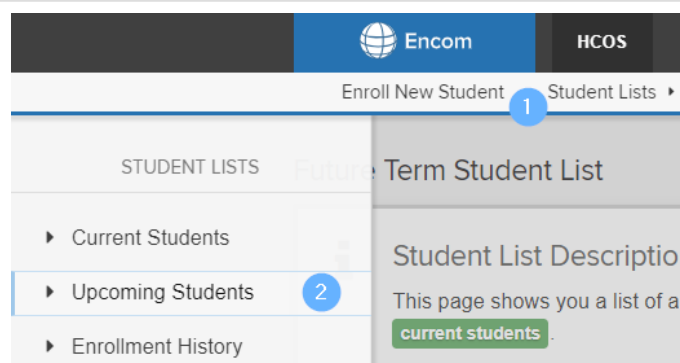 Encom
HCOS
Enroll New Student
1
Student Lists
STUDENT LISTS
Future Term Student List
Current Students
Student List Descriptio
Upcoming Students
2
This page shows you a list of a
current students.
Enrollment History